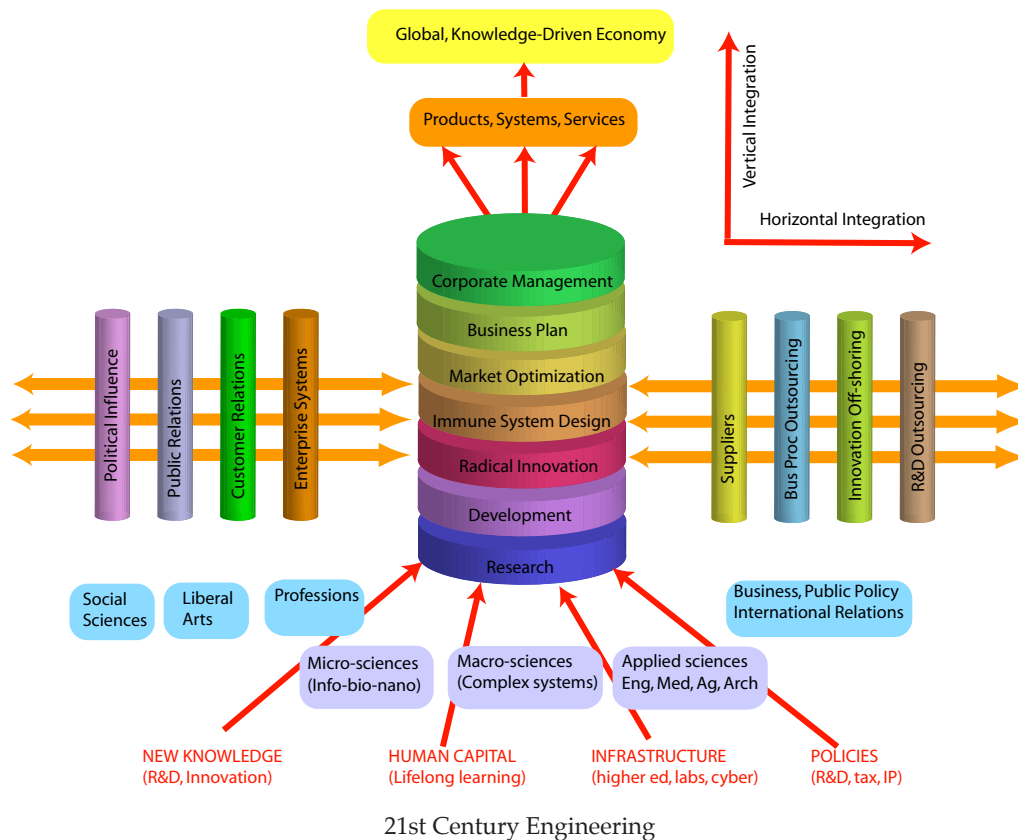 Global, Knowledge-Driven Economy
Products, Systems, Services
Vertical Integration
Horizontal Integration
Corporate Management
Business Plan
Market Optimization
Immune System Design
Radical Innovation
Development
Research
Political Influence
Public Relations
Customer Relations
Enterprise Systems
Suppliers
Bus Proc Outsourcing
Innovation Off-shoring
R&D Outsourcing
Social
Sciences
Liberal
Arts
Professions
Business, Public Policy
International Relations
Micro-sciences
(Info-bio-nano)
Macro-sciences
(Complex systems)
Applied sciences
Eng, Med, Ag, Arch
NEW KNOWLEDGE
(R&D, Innovation)
HUMAN CAPITAL
(Lifelong learning)
INFRASTRUCTURE
(higher ed, labs, cyber)
POLICIES
(R&D, tax, IP)
21st Century Engineering